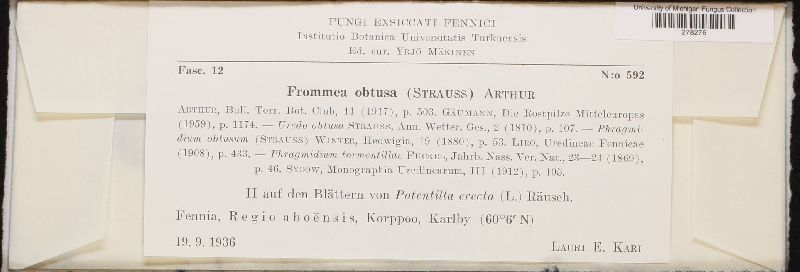 University of Michigan Fungus Collection
278276
FUNGI EXSICCATI FENNICI
Institutio Botanica Universitatis Turkuensis
Ed. cur. YRJÖ MÄKINEN
Fasc. 12 N:o 592
Frommea obtusa (STRAUSS) ARTHUR
ARTHUR, Bull. Torr. Bot. Club, 44 (1917), p. 503. GÄUMANN, Die Rostpilze Mitteleuropas
(1959), p. 1174. — Uredo obtusa STRAUSS, Ann. Wetter. Ges., 2 (1810), p. 107. — Phragmi-
dium obtusum (STRAUSS) WINTER, Hedwigia, 19 (1880), p. 53. LIRO, Uredineae Fennicae
(1908), p. 433. — Phragmidium tormentillae FUCKEL, Jahrb. Nass. Ver. Nat., 23—24 (1869),
p. 46. SYDOW, Monographia Uredinearum, III (1912), p. 103.
II auf den Blättern von Potentilla erecta (L.) Räusch.
Fennia, Regio aboënsis, Korppoo, Karlby (60°6′ N)
19. 9. 1936 LAURI E. KARI